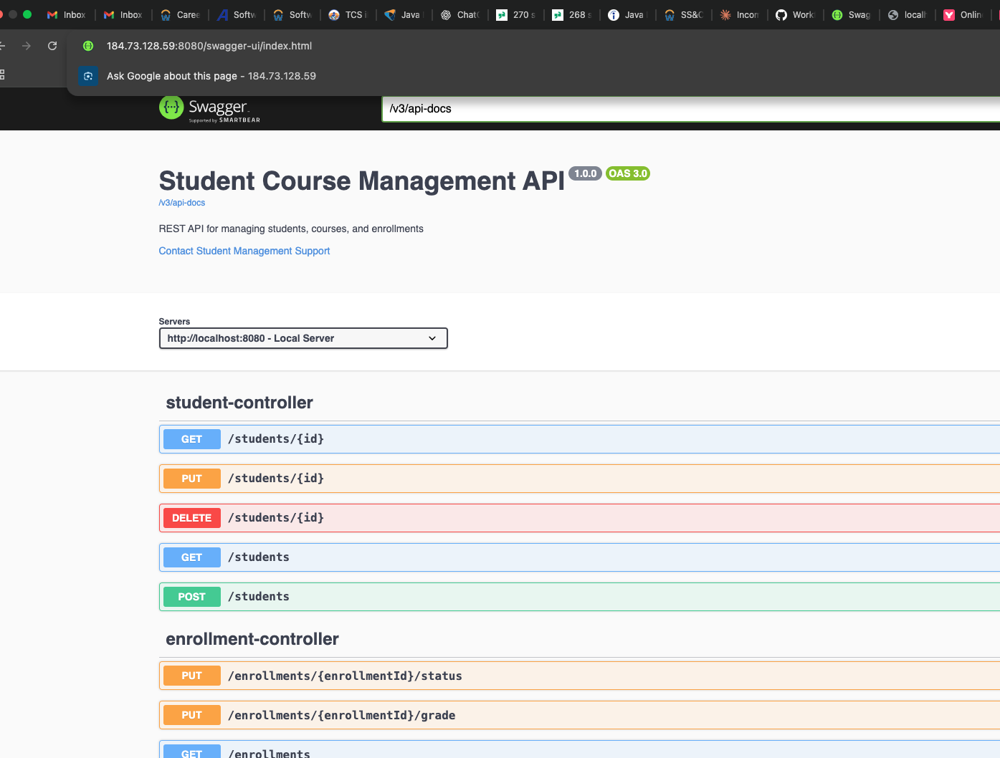 Inbox Inbox Caree Softw Softw TCS i Java Chat 270 s 268 s Java SS&C Incom Work Swag localh Onlin
184.73.128.59:8080/swagger-ui/index.html
Ask Google about this page - 184.73.128.59
{···} Swagger.
Supported by SMARTBEAR
/v3/api-docs
Student Course Management API 1.0.0 OAS 3.0
/v3/api-docs
REST API for managing students, courses, and enrollments
Contact Student Management Support
Servers
http://localhost:8080 - Local Server
student-controller
GET /students/{id}
PUT /students/{id}
DELETE /students/{id}
GET /students
POST /students
enrollment-controller
PUT /enrollments/{enrollmentId}/status
PUT /enrollments/{enrollmentId}/grade
GET /enrollments